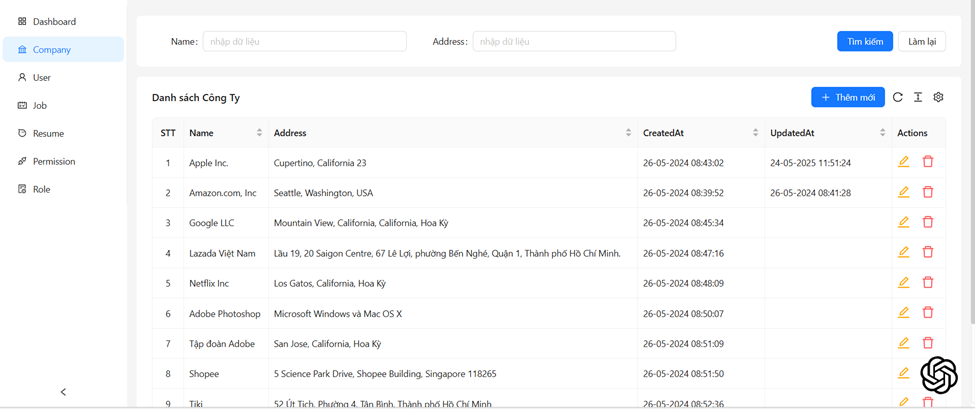 Dashboard
Company
User
Job
Resume
Permission
Role
Name: nhập dữ liệu Address: nhập dữ liệu Tìm kiếm Làm lại
Danh sách Công Ty + Thêm mới
STT Name Address CreatedAt UpdatedAt Actions
1 Apple Inc. Cupertino, California 23 26-05-2024 08:43:02 24-05-2025 11:51:24
2 Amazon.com, Inc Seattle, Washington, USA 26-05-2024 08:39:52 26-05-2024 08:41:28
3 Google LLC Mountain View, California, California, Hoa Kỳ 26-05-2024 08:45:34
4 Lazada Việt Nam Lầu 19, 20 Saigon Centre, 67 Lê Lợi, phường Bến Nghé, Quận 1, Thành phố Hồ Chí Minh. 26-05-2024 08:47:16
5 Netflix Inc Los Gatos, California, Hoa Kỳ 26-05-2024 08:48:09
6 Adobe Photoshop Microsoft Windows và Mac OS X 26-05-2024 08:50:07
7 Tập đoàn Adobe San Jose, California, Hoa Kỳ 26-05-2024 08:51:09
8 Shopee 5 Science Park Drive, Shopee Building, Singapore 118265 26-05-2024 08:51:50
9 Tiki 52 Út Tịch, Phường 4, Tân Bình, Thành phố Hồ Chí Minh 26-05-2024 08:52:36